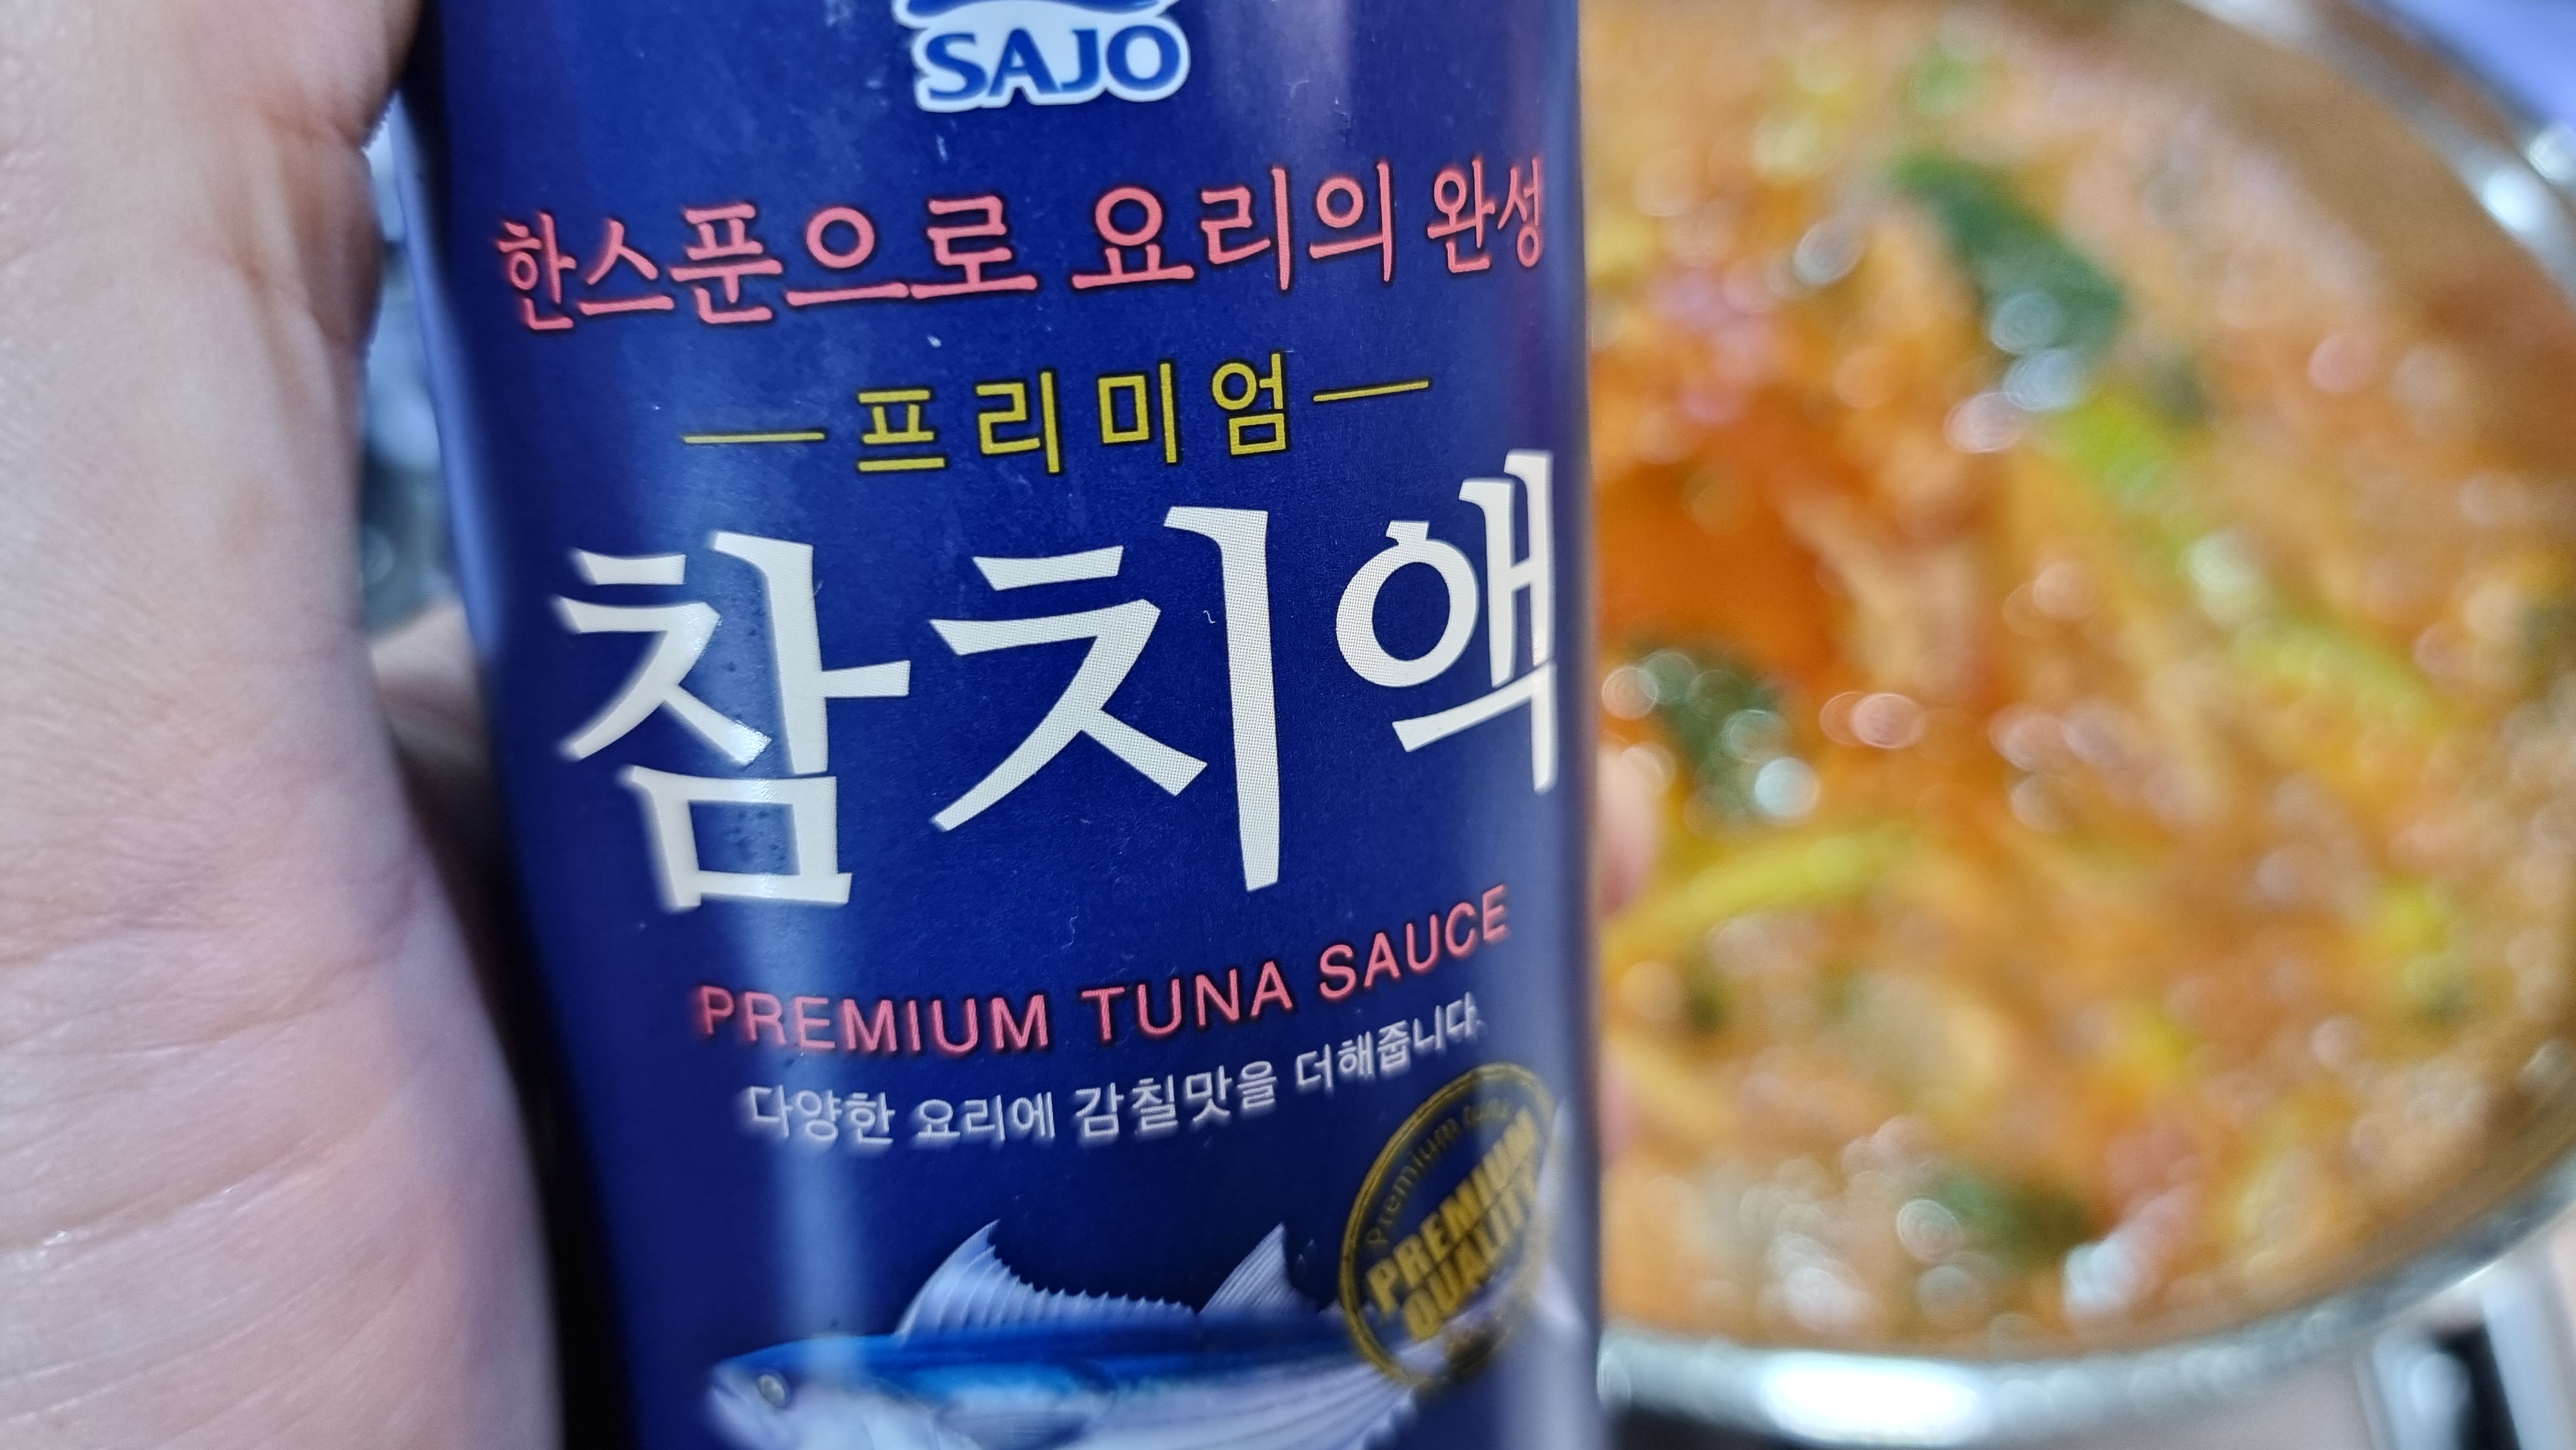 SAJO
한스푼으로 요리의 완성
프리미엄
참치액
PREMIUM TUNA SAUCE
다양한 요리에 감칠맛을 더해줍니다.
Premium tuna
PREMIUM
QUALITY